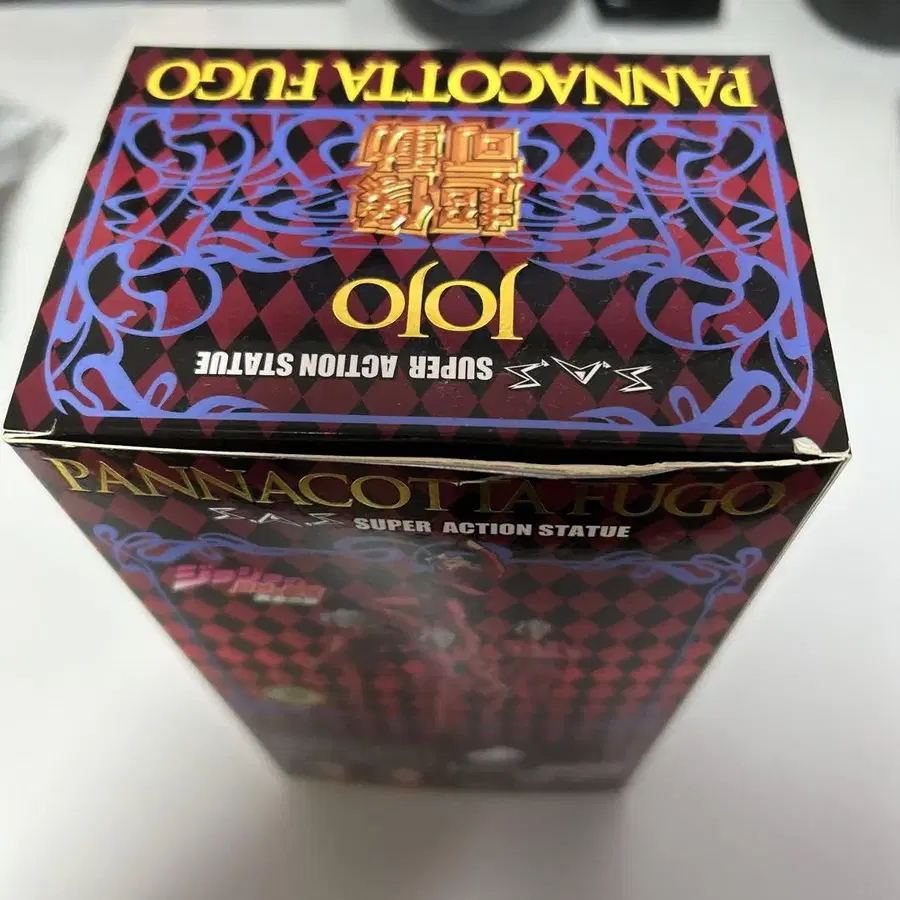 S.A.S SUPER ACTION STATUE
JoJo
超像
可動
PANNACOTTA FUGO
PANNACOTTA FUGO
S.A.S SUPER ACTION STATUE